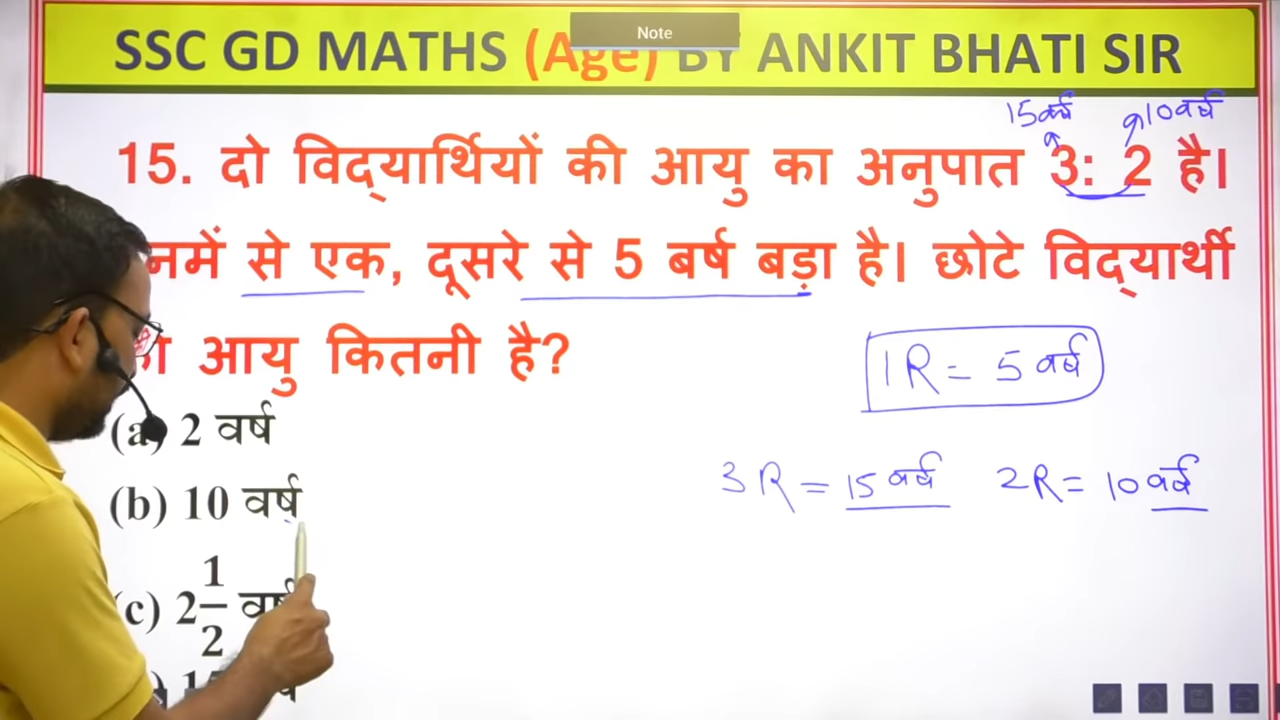 Note
SSC GD MATHS (Age) BY ANKIT BHATI SIR
15वर्ष 10वर्ष
15. दो विद्यार्थियों की आयु का अनुपात 3: 2 है।
नमें से एक, दूसरे से 5 बर्ष बड़ा है। छोटे विद्यार्थी
आयु कितनी है?
1R = 5 वर्ष
(a) 2 वर्ष
3R = 15 वर्ष 2R = 10 वर्ष
(b) 10 वर्ष
(c) 2 1/2 वर्ष